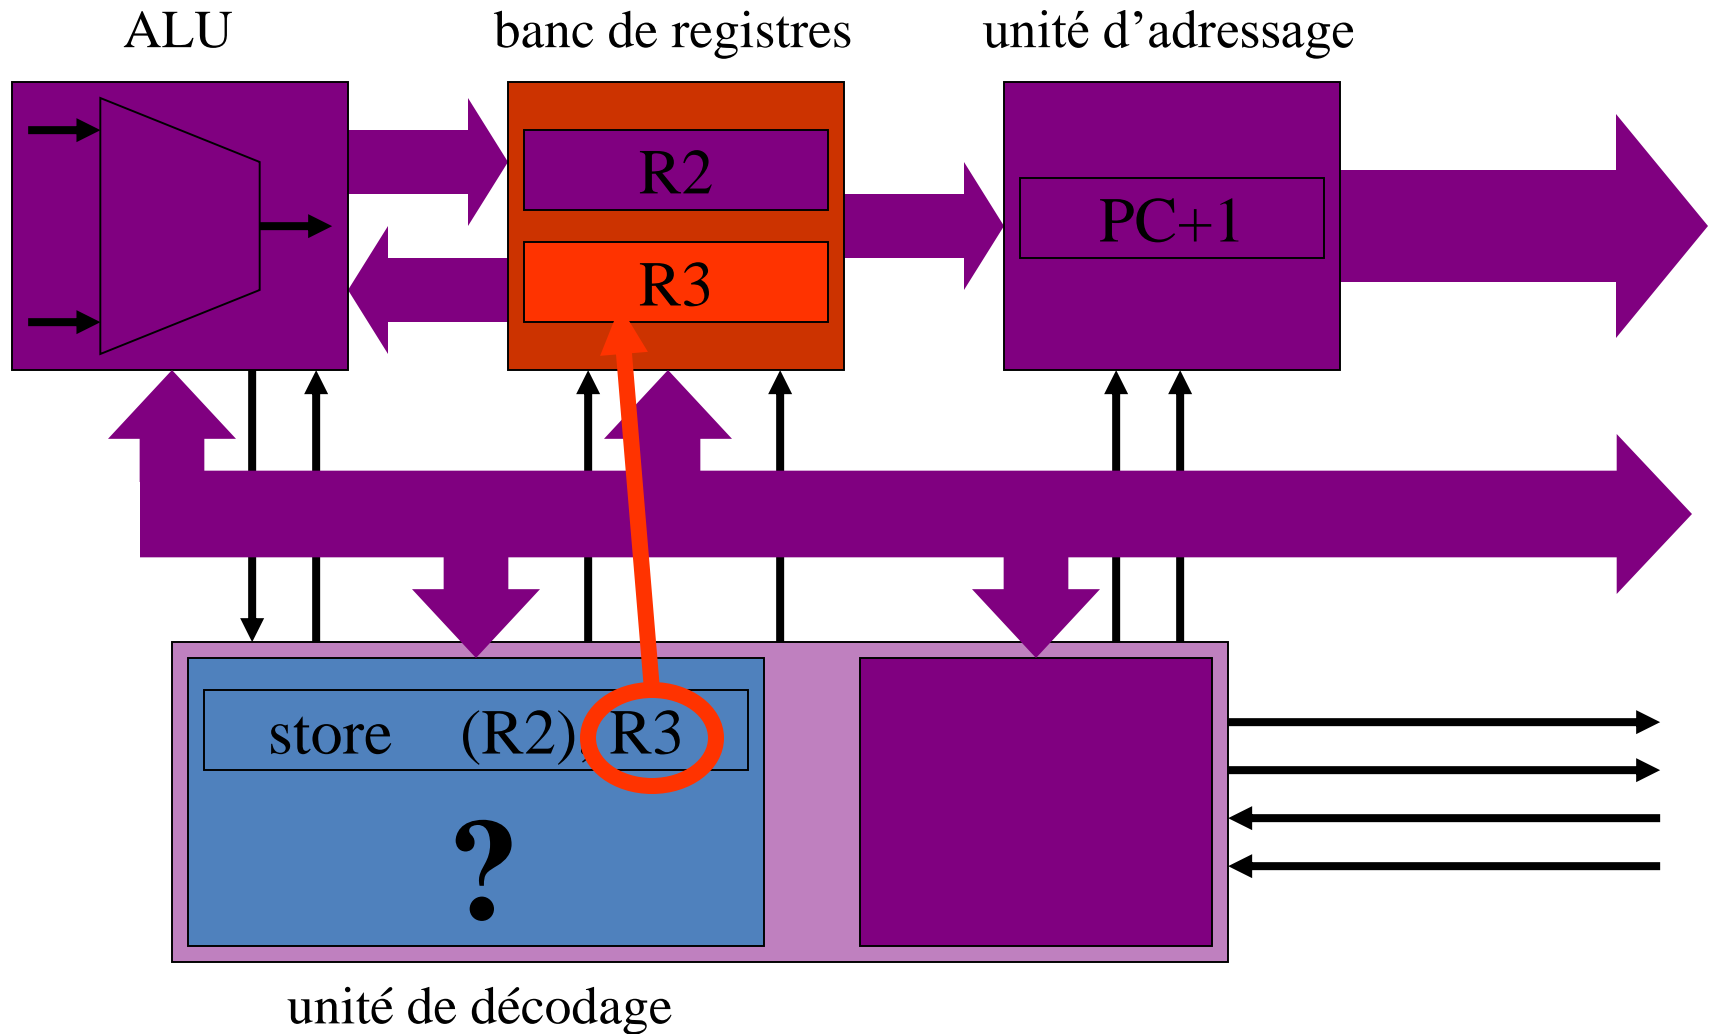 ALU
banc de registres
unité d’adressage
R2
R3
PC+1
store (R2), R3
?
unité de décodage